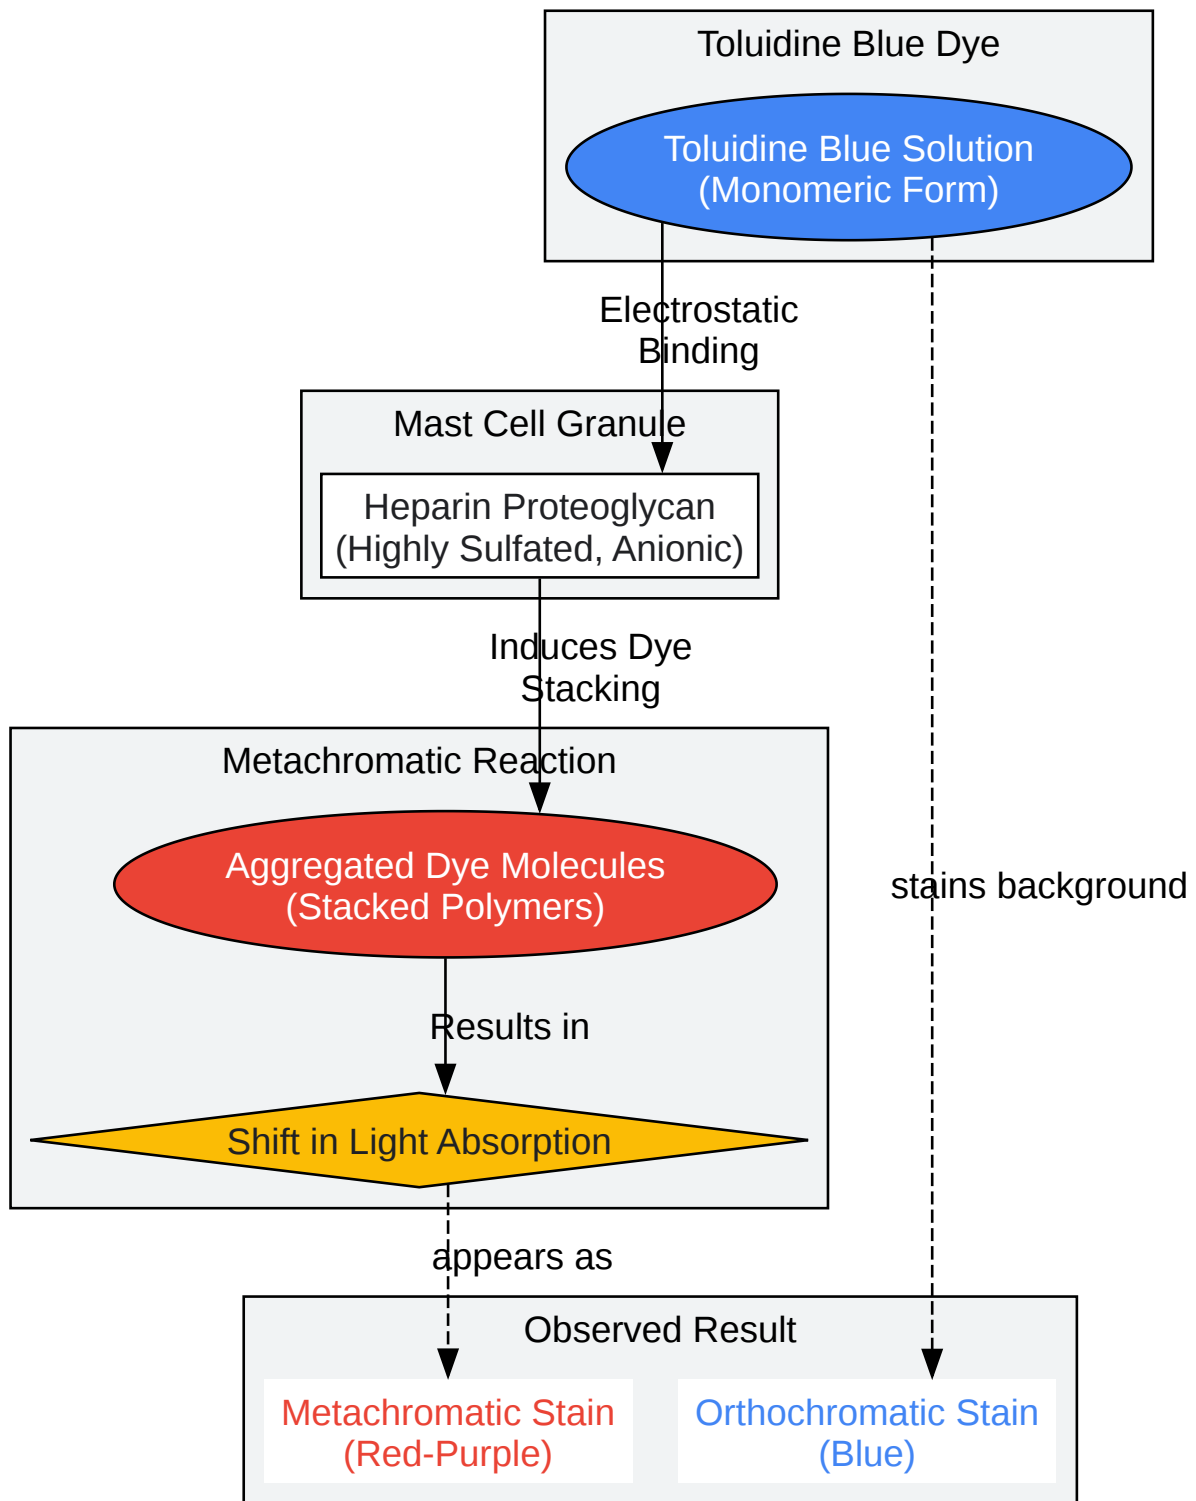 Toluidine Blue Dye
Toluidine Blue Solution
(Monomeric Form)
Electrostatic
Binding
Mast Cell Granule
Heparin Proteoglycan
(Highly Sulfated, Anionic)
Induces Dye
Stacking
Metachromatic Reaction
Aggregated Dye Molecules
(Stacked Polymers)
stains background
Results in
Shift in Light Absorption
appears as
Observed Result
Metachromatic Stain
(Red-Purple)
Orthochromatic Stain
(Blue)